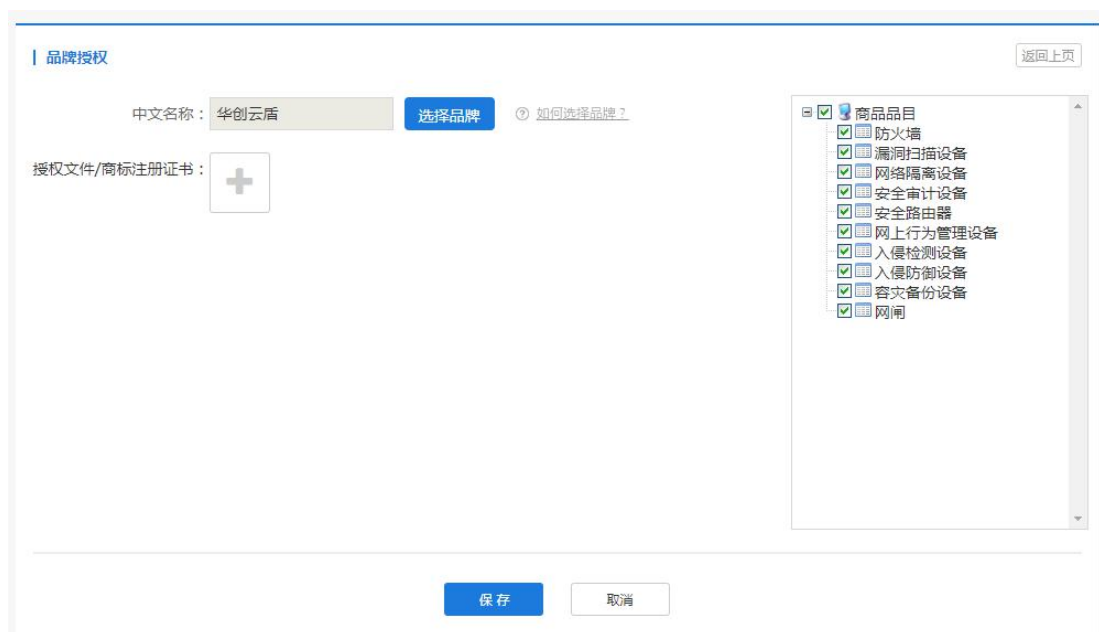 品牌授权
返回上页
中文名称：
华创云盾
选择品牌
? 如何选择品牌？
授权文件/商标注册证书：
商品品目
防火墙
漏洞扫描设备
网络隔离设备
安全审计设备
安全路由器
网上行为管理设备
入侵检测设备
入侵防御设备
容灾备份设备
网闸
保存
取消